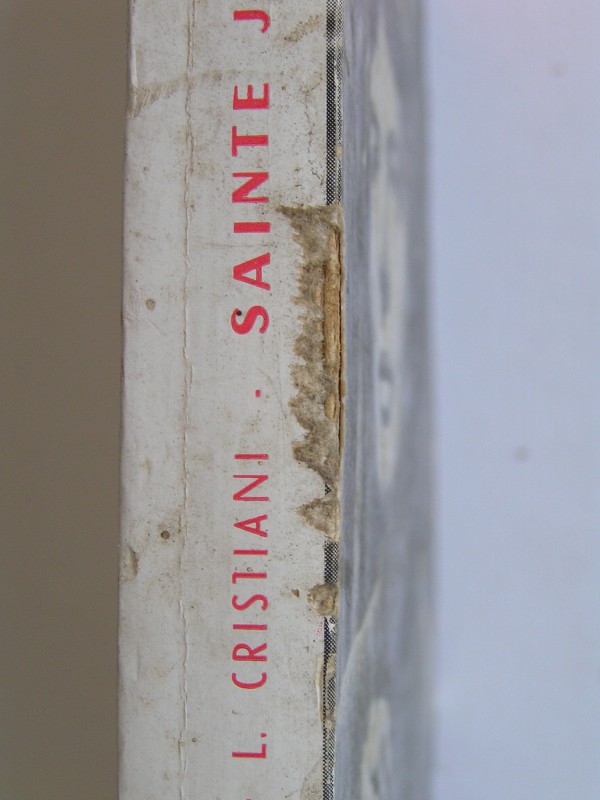 L. CRISTIANI . SAINTE J